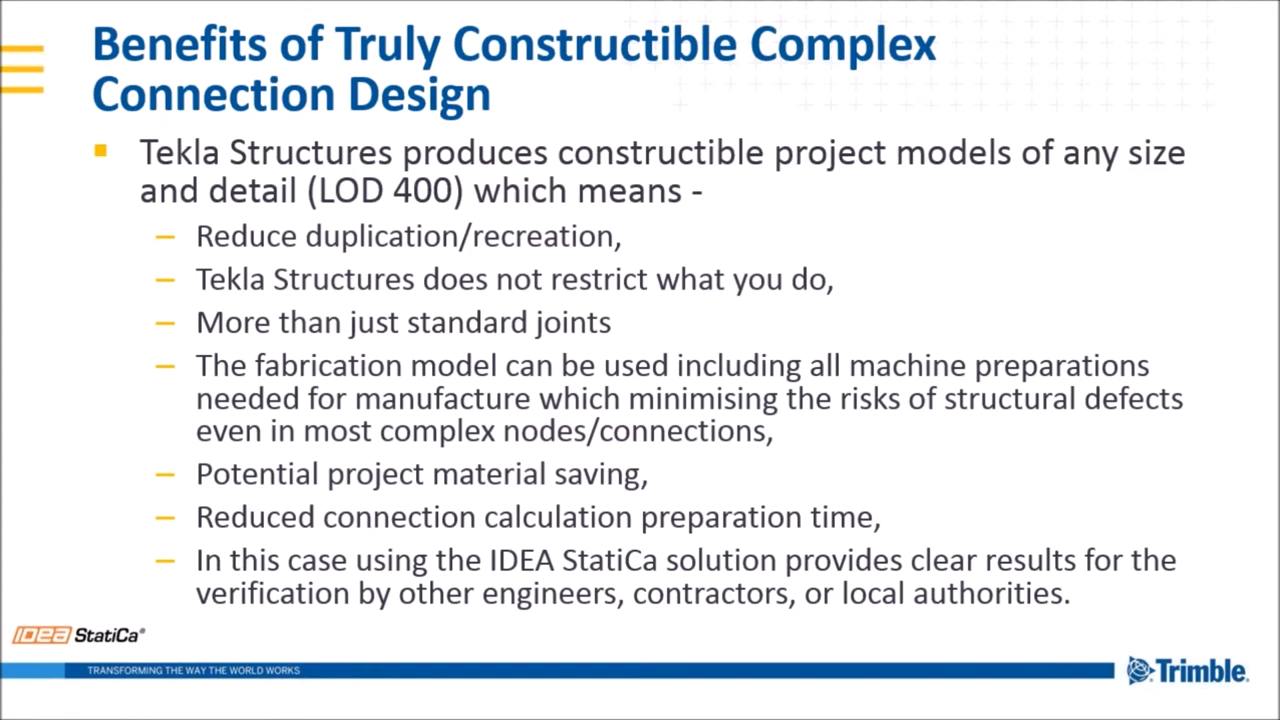 Benefits of Truly Constructible Complex
Connection Design
Tekla Structures produces constructible project models of any size
and detail (LOD 400) which means -
– Reduce duplication/recreation,
– Tekla Structures does not restrict what you do,
– More than just standard joints
– The fabrication model can be used including all machine preparations
needed for manufacture which minimising the risks of structural defects
even in most complex nodes/connections,
– Potential project material saving,
– Reduced connection calculation preparation time,
– In this case using the IDEA StatiCa solution provides clear results for the
verification by other engineers, contractors, or local authorities.
IDEA StatiCa®
TRANSFORMING THE WAY THE WORLD WORKS
Trimble.